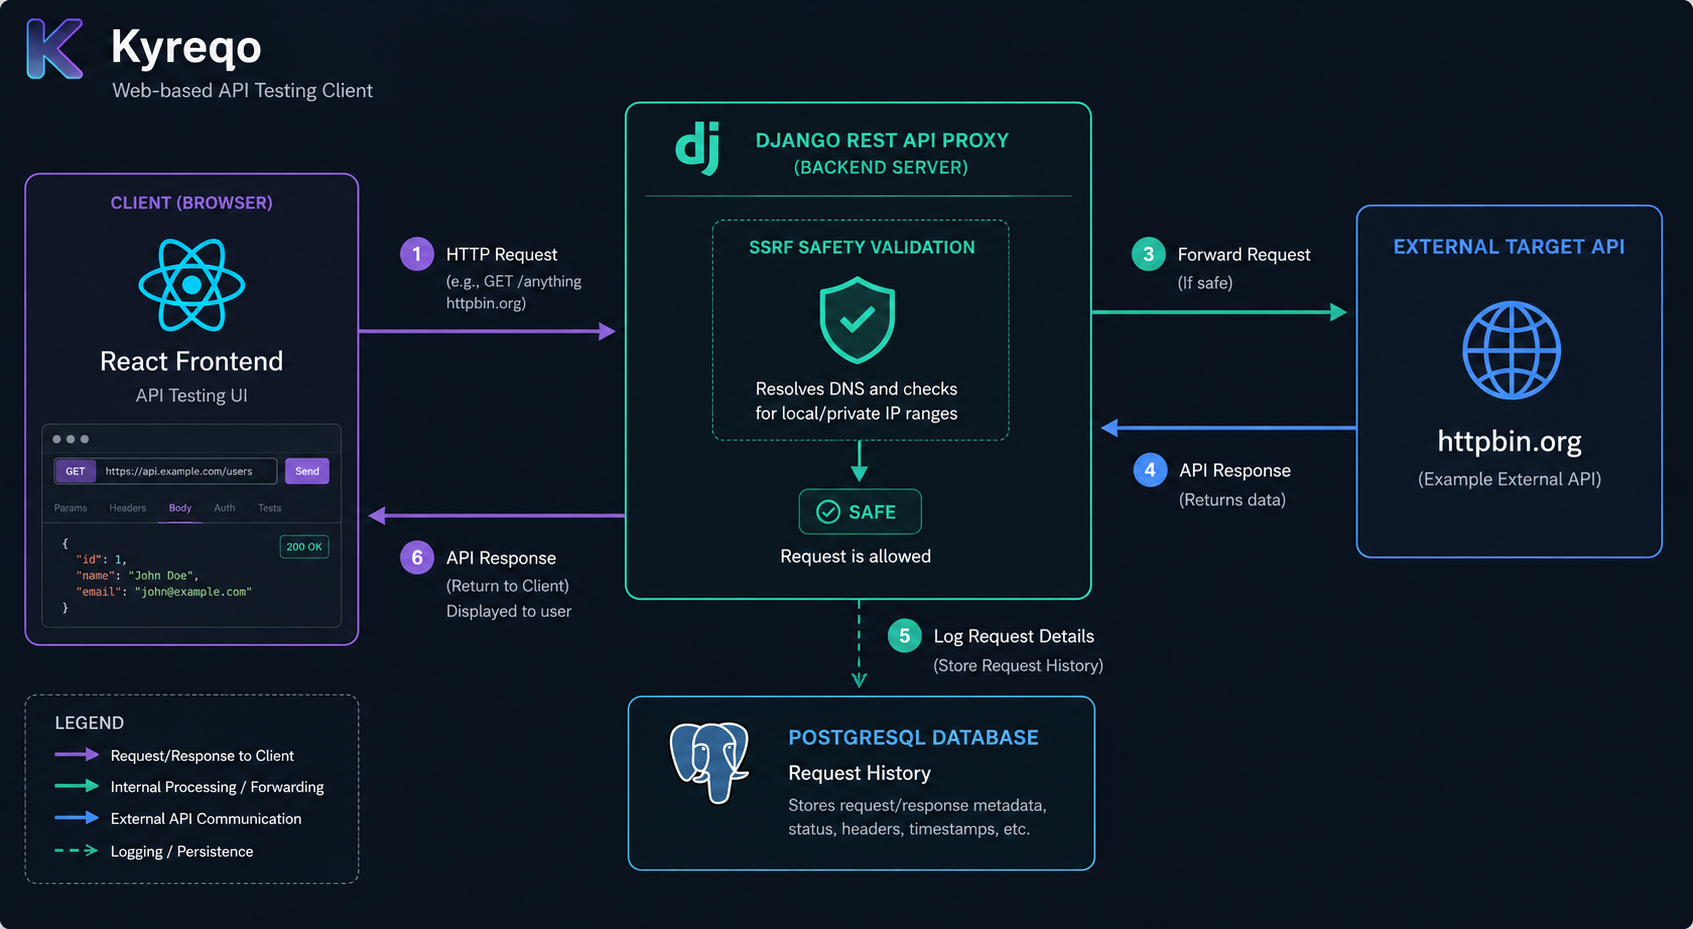 Kyreqo
Web-based API Testing Client
CLIENT (BROWSER)
React Frontend
API Testing UI
GET
https://api.example.com/users
Send
Params
Headers
Body
Auth
Tests
200 OK
{
"id": 1,
"name": "John Doe",
"email": "john@example.com"
}
1
HTTP Request
(e.g., GET /anything
httpbin.org)
dj
DJANGO REST API PROXY
(BACKEND SERVER)
SSRF SAFETY VALIDATION
Resolves DNS and checks
for local/private IP ranges
SAFE
Request is allowed
3
Forward Request
(If safe)
EXTERNAL TARGET API
httpbin.org
(Example External API)
4
API Response
(Returns data)
5
Log Request Details
(Store Request History)
POSTGRESQL DATABASE
Request History
Stores request/response metadata,
status, headers, timestamps, etc.
6
API Response
(Return to Client)
Displayed to user
LEGEND
Request/Response to Client
Internal Processing / Forwarding
External API Communication
Logging / Persistence